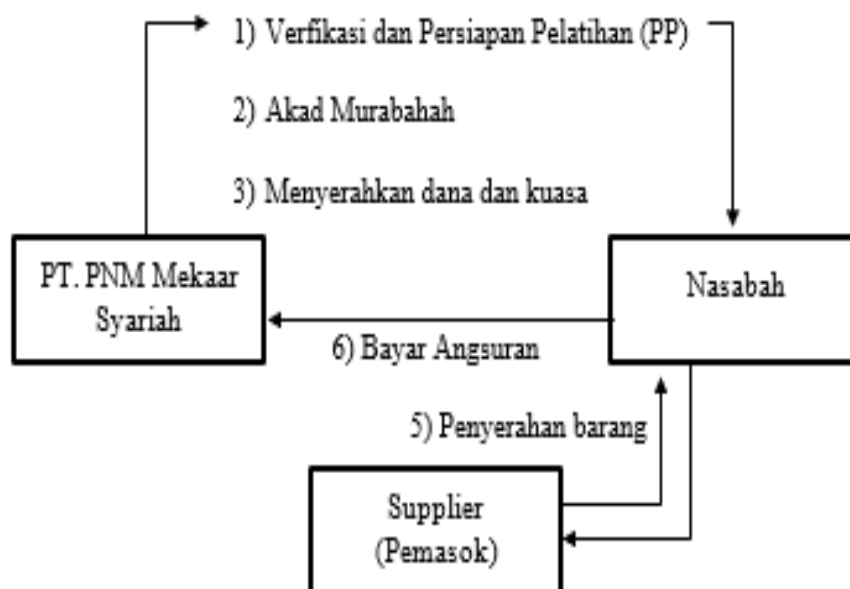 1) Verfikasi dan Persiapan Pelatihan (PP)
2) Akad Murabahah
3) Menyerahkan dana dan kuasa
PT. PNM Mekaar
Syariah
Nasabah
6) Bayar Angsuran
5) Penyerahan barang
Supplier
(Pemasok)